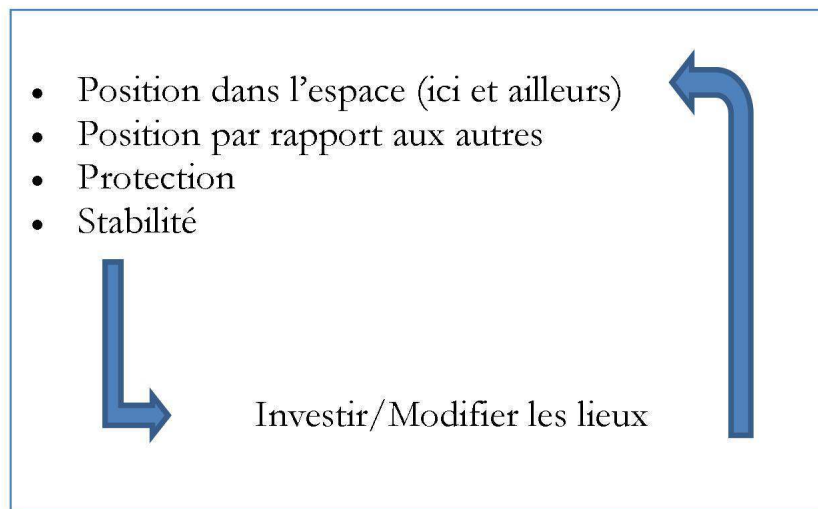 • Position dans l’espace (ici et ailleurs)
• Position par rapport aux autres
• Protection
• Stabilité
Investir/Modifier les lieux